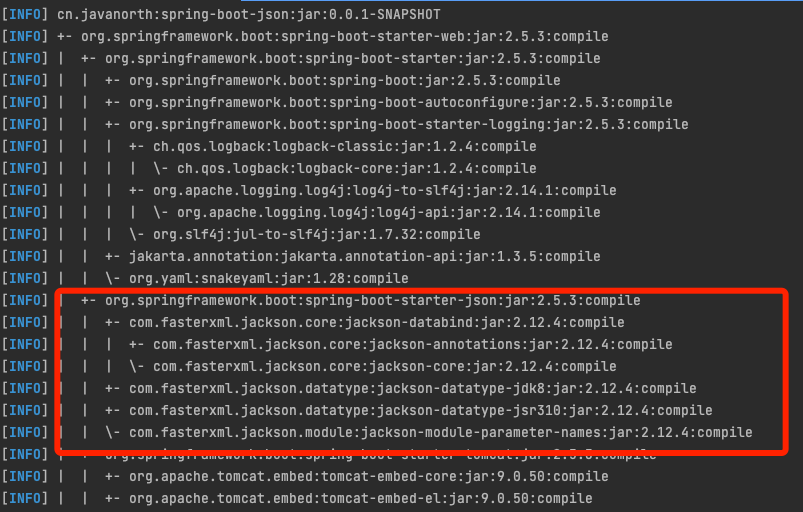 [INFO] cn.javanorth:spring-boot-json:jar:0.0.1-SNAPSHOT
[INFO] +- org.springframework.boot:spring-boot-starter-web:jar:2.5.3:compile
[INFO] |  +- org.springframework.boot:spring-boot-starter:jar:2.5.3:compile
[INFO] |  |  +- org.springframework.boot:spring-boot:jar:2.5.3:compile
[INFO] |  |  +- org.springframework.boot:spring-boot-autoconfigure:jar:2.5.3:compile
[INFO] |  |  +- org.springframework.boot:spring-boot-starter-logging:jar:2.5.3:compile
[INFO] |  |  |  +- ch.qos.logback:logback-classic:jar:1.2.4:compile
[INFO] |  |  |  |  \- ch.qos.logback:logback-core:jar:1.2.4:compile
[INFO] |  |  |  +- org.apache.logging.log4j:log4j-to-slf4j:jar:2.14.1:compile
[INFO] |  |  |  |  \- org.apache.logging.log4j:log4j-api:jar:2.14.1:compile
[INFO] |  |  |  \- org.slf4j:jul-to-slf4j:jar:1.7.32:compile
[INFO] |  |  +- jakarta.annotation:jakarta.annotation-api:jar:1.3.5:compile
[INFO] |  |  \- org.yaml:snakeyaml:jar:1.28:compile
[INFO] |  +- org.springframework.boot:spring-boot-starter-json:jar:2.5.3:compile
[INFO] |  |  +- com.fasterxml.jackson.core:jackson-databind:jar:2.12.4:compile
[INFO] |  |  |  +- com.fasterxml.jackson.core:jackson-annotations:jar:2.12.4:compile
[INFO] |  |  |  \- com.fasterxml.jackson.core:jackson-core:jar:2.12.4:compile
[INFO] |  |  +- com.fasterxml.jackson.datatype:jackson-datatype-jdk8:jar:2.12.4:compile
[INFO] |  |  +- com.fasterxml.jackson.datatype:jackson-datatype-jsr310:jar:2.12.4:compile
[INFO] |  |  \- com.fasterxml.jackson.module:jackson-module-parameter-names:jar:2.12.4:compile
[INFO] |  +- org.springframework.boot:spring-boot-starter-tomcat:jar:2.5.3:compile
[INFO] |  |  +- org.apache.tomcat.embed:tomcat-embed-core:jar:9.0.50:compile
[INFO] |  |  +- org.apache.tomcat.embed:tomcat-embed-el:jar:9.0.50:compile